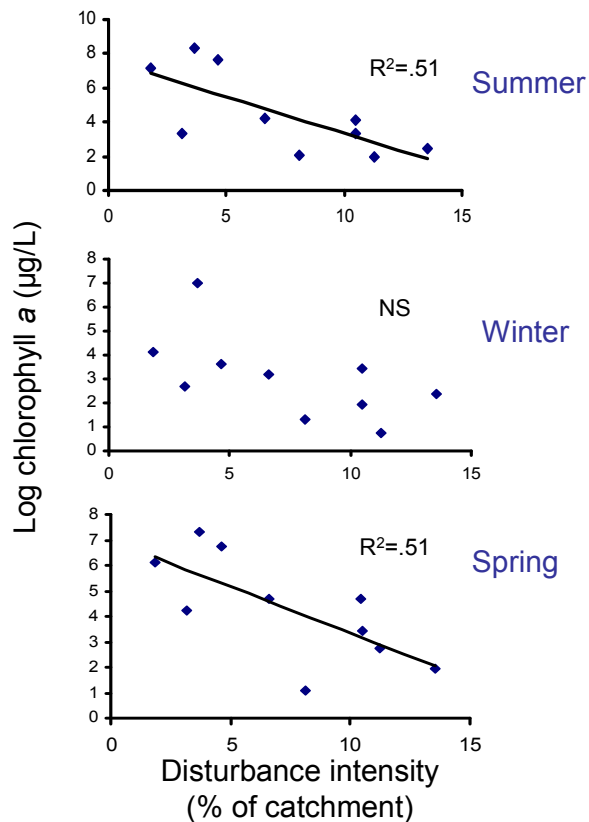 10
8
6
4
2
0
0 5 10 15
R²=.51
Summer
8
7
6
5
4
3
2
1
0
0 5 10 15
NS
Winter
8
7
6
5
4
3
2
1
0
0 5 10 15
R²=.51
Spring
Log chlorophyll a (µg/L)
Disturbance intensity
(% of catchment)